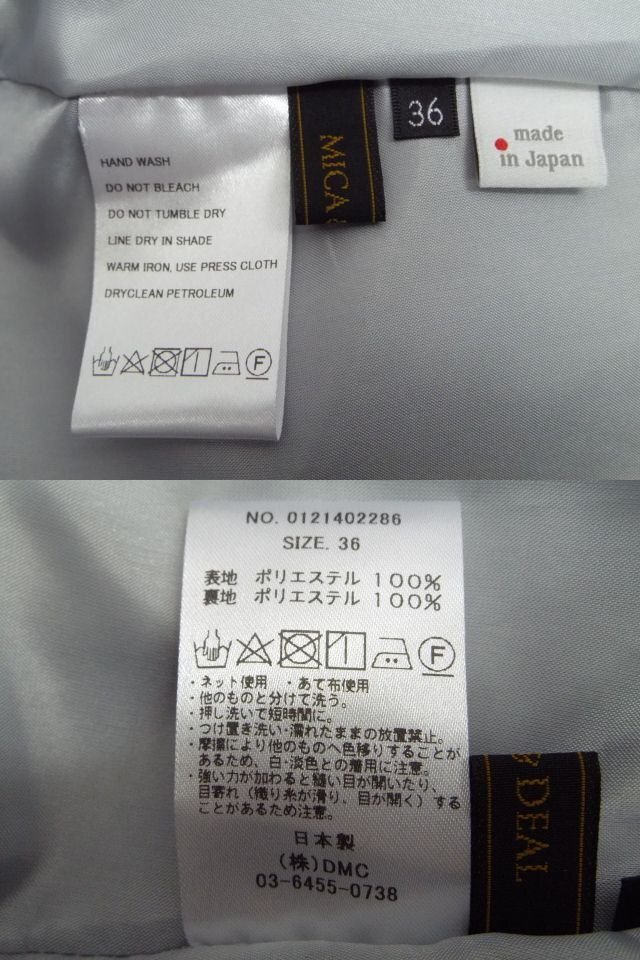 HAND WASH
DO NOT BLEACH
DO NOT TUMBLE DRY
LINE DRY IN SHADE
WARM IRON, USE PRESS CLOTH
DRYCLEAN PETROLEUM
F
MICA
36
made
in Japan
NO. 0121402286
SIZE. 36
表地 ポリエステル 100%
裏地 ポリエステル 100%
F
・ネット使用 ・あて布使用
・他のものと分けて洗う。
・押し洗いで短時間に。
・つけ置き洗い・濡れたままの放置禁止。
・摩擦により他のものへ色移りすることが
あるため、白・淡色との着用に注意。
・強い力が加わると縫い目が開いたり、
目寄れ(織り糸が滑り、目が開く)する
ことがあるため注意。
日本製
(株)DMC
03-6455-0738
DEAL